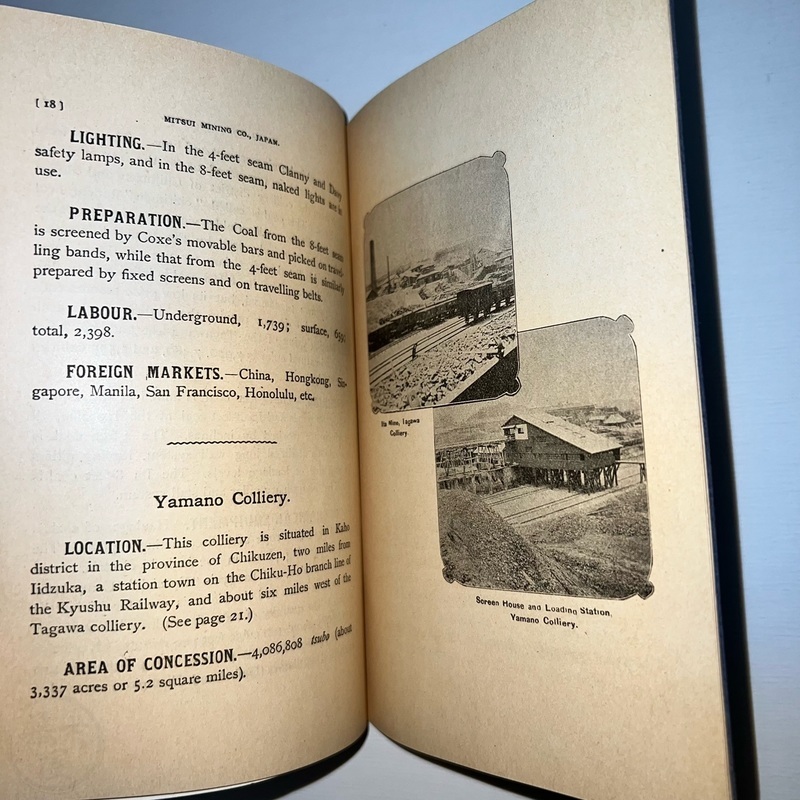 [ 18 ]
MITSUI MINING CO., JAPAN.
LIGHTING.—In the 4-feet seam Clanny and Davy
safety lamps, and in the 8-feet seam, naked lights are in
use.
PREPARATION.—The Coal from the 8-feet seam
is screened by Coxe's movable bars and picked on travel-
ling bands, while that from the 4-feet seam is similarly
prepared by fixed screens and on travelling belts.
LABOUR.—Underground, 1,739; surface, 659;
total, 2,398.
FOREIGN MARKETS.—China, Hongkong, Sin-
gapore, Manila, San Francisco, Honolulu, etc.
Yamano Colliery.
LOCATION.—This colliery is situated in Kaho
district in the province of Chikuzen, two miles from
Iidzuka, a station town on the Chiku-Ho branch line of
the Kyushu Railway, and about six miles west of the
Tagawa colliery. (See page 21.)
AREA OF CONCESSION.—4,086,808 tsubo (about
3,337 acres or 5.2 square miles).
Ita Mine, Tagawa
Colliery.
Screen House and Loading Station,
Yamano Colliery.